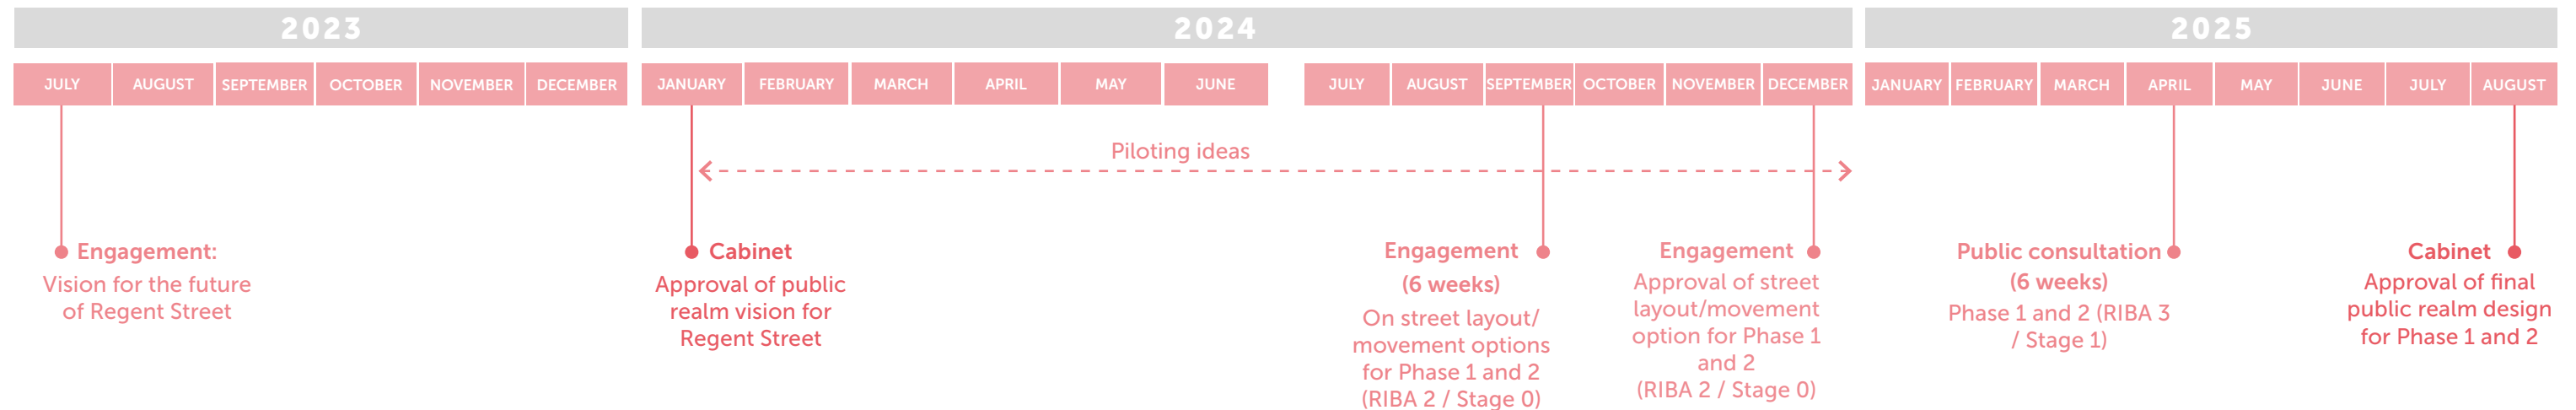 2023
2024
2025
JULY
AUGUST
SEPTEMBER
OCTOBER
NOVEMBER
DECEMBER
JANUARY
FEBRUARY
MARCH
APRIL
MAY
JUNE
JULY
AUGUST
SEPTEMBER
OCTOBER
NOVEMBER
DECEMBER
JANUARY
FEBRUARY
MARCH
APRIL
MAY
JUNE
JULY
AUGUST
Piloting ideas
Engagement:
Vision for the future
of Regent Street
Cabinet
Approval of public
realm vision for
Regent Street
Engagement
(6 weeks)
On street layout/
movement options
for Phase 1 and 2
(RIBA 2 / Stage 0)
Engagement
Approval of street
layout/movement
option for Phase 1
and 2
(RIBA 2 / Stage 0)
Public consultation
(6 weeks)
Phase 1 and 2 (RIBA 3
/ Stage 1)
Cabinet
Approval of final
public realm design
for Phase 1 and 2